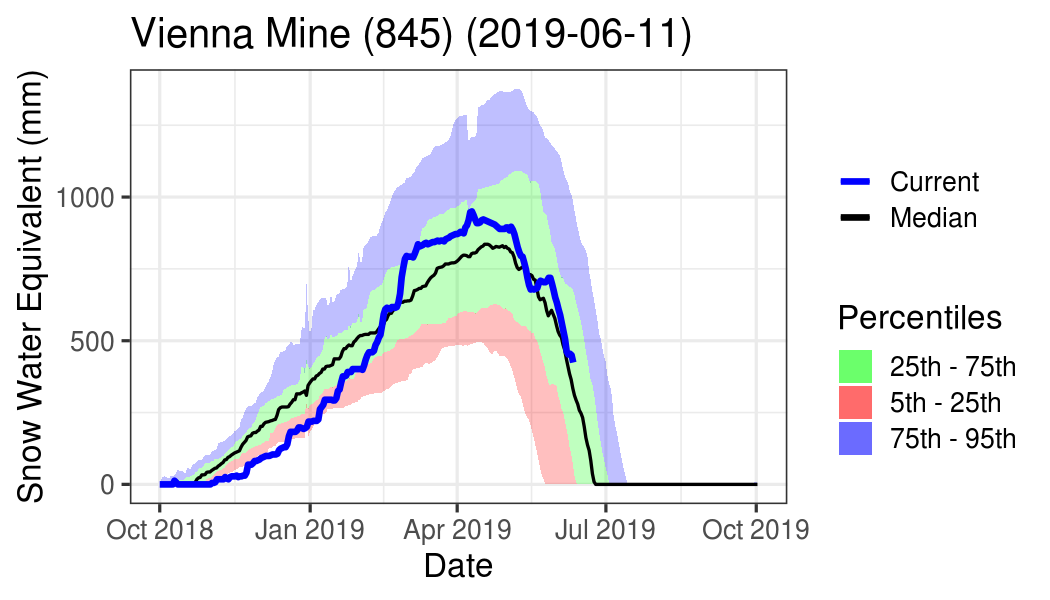 Vienna Mine (845) (2019-06-11)
Snow Water Equivalent (mm)
1000
500
0
Oct 2018
Jan 2019
Apr 2019
Jul 2019
Oct 2019
Date
Current
Median
Percentiles
25th - 75th
5th - 25th
75th - 95th